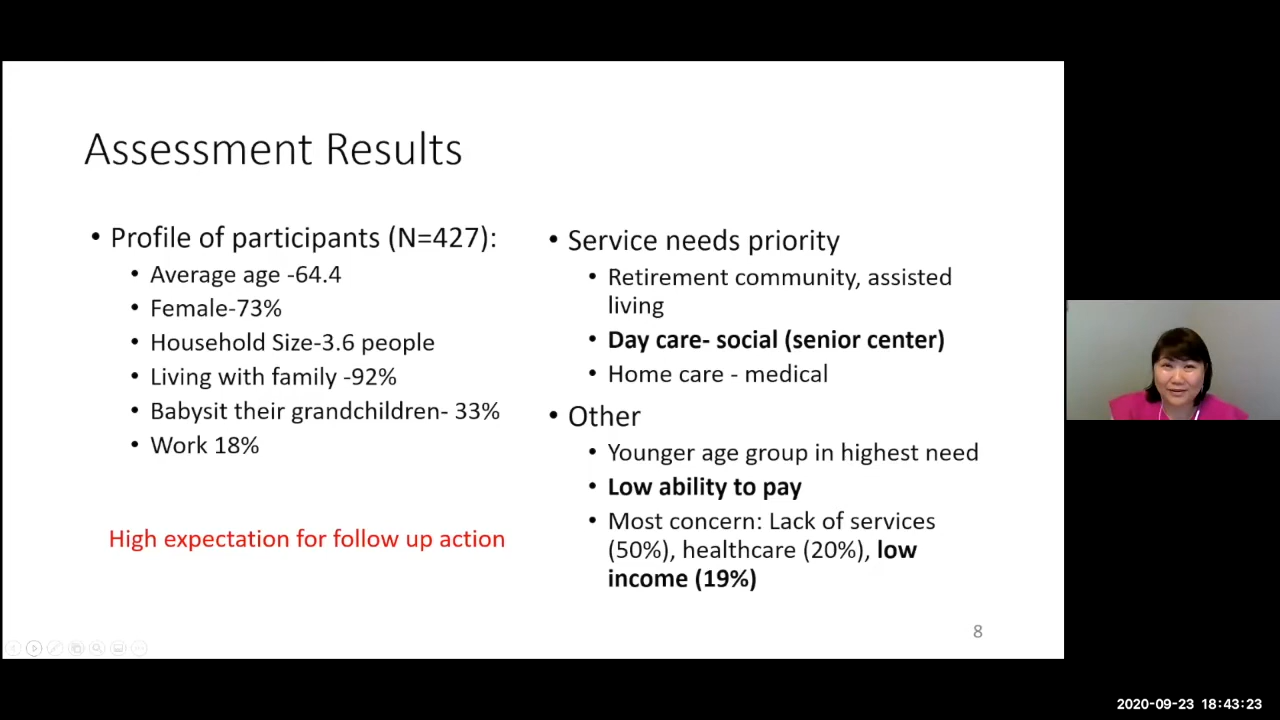 Assessment Results
• Profile of participants (N=427):
• Average age -64.4
• Female-73%
• Household Size-3.6 people
• Living with family -92%
• Babysit their grandchildren- 33%
• Work 18%
High expectation for follow up action
• Service needs priority
• Retirement community, assisted
living
• Day care- social (senior center)
• Home care - medical
• Other
• Younger age group in highest need
• Low ability to pay
• Most concern: Lack of services
(50%), healthcare (20%), low
income (19%)
8
2020-09-23 18:43:23